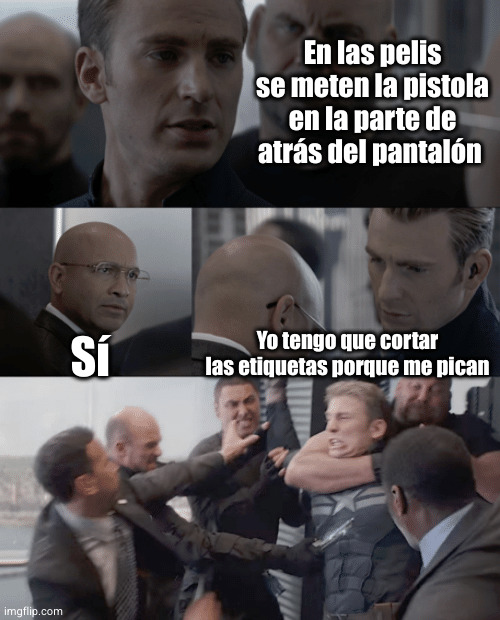 En las pelis
se meten la pistola
en la parte de
atrás del pantalón
Sí
Yo tengo que cortar
las etiquetas porque me pican
imgflip.com